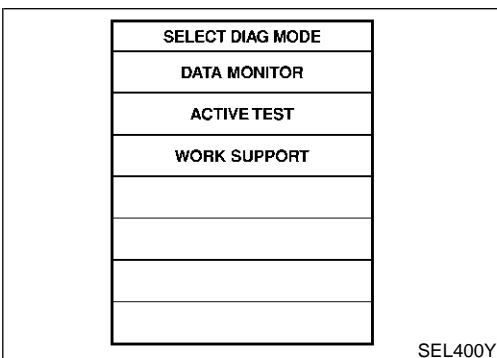 SELECT DIAG MODE
DATA MONITOR
ACTIVE TEST
WORK SUPPORT
SEL400Y